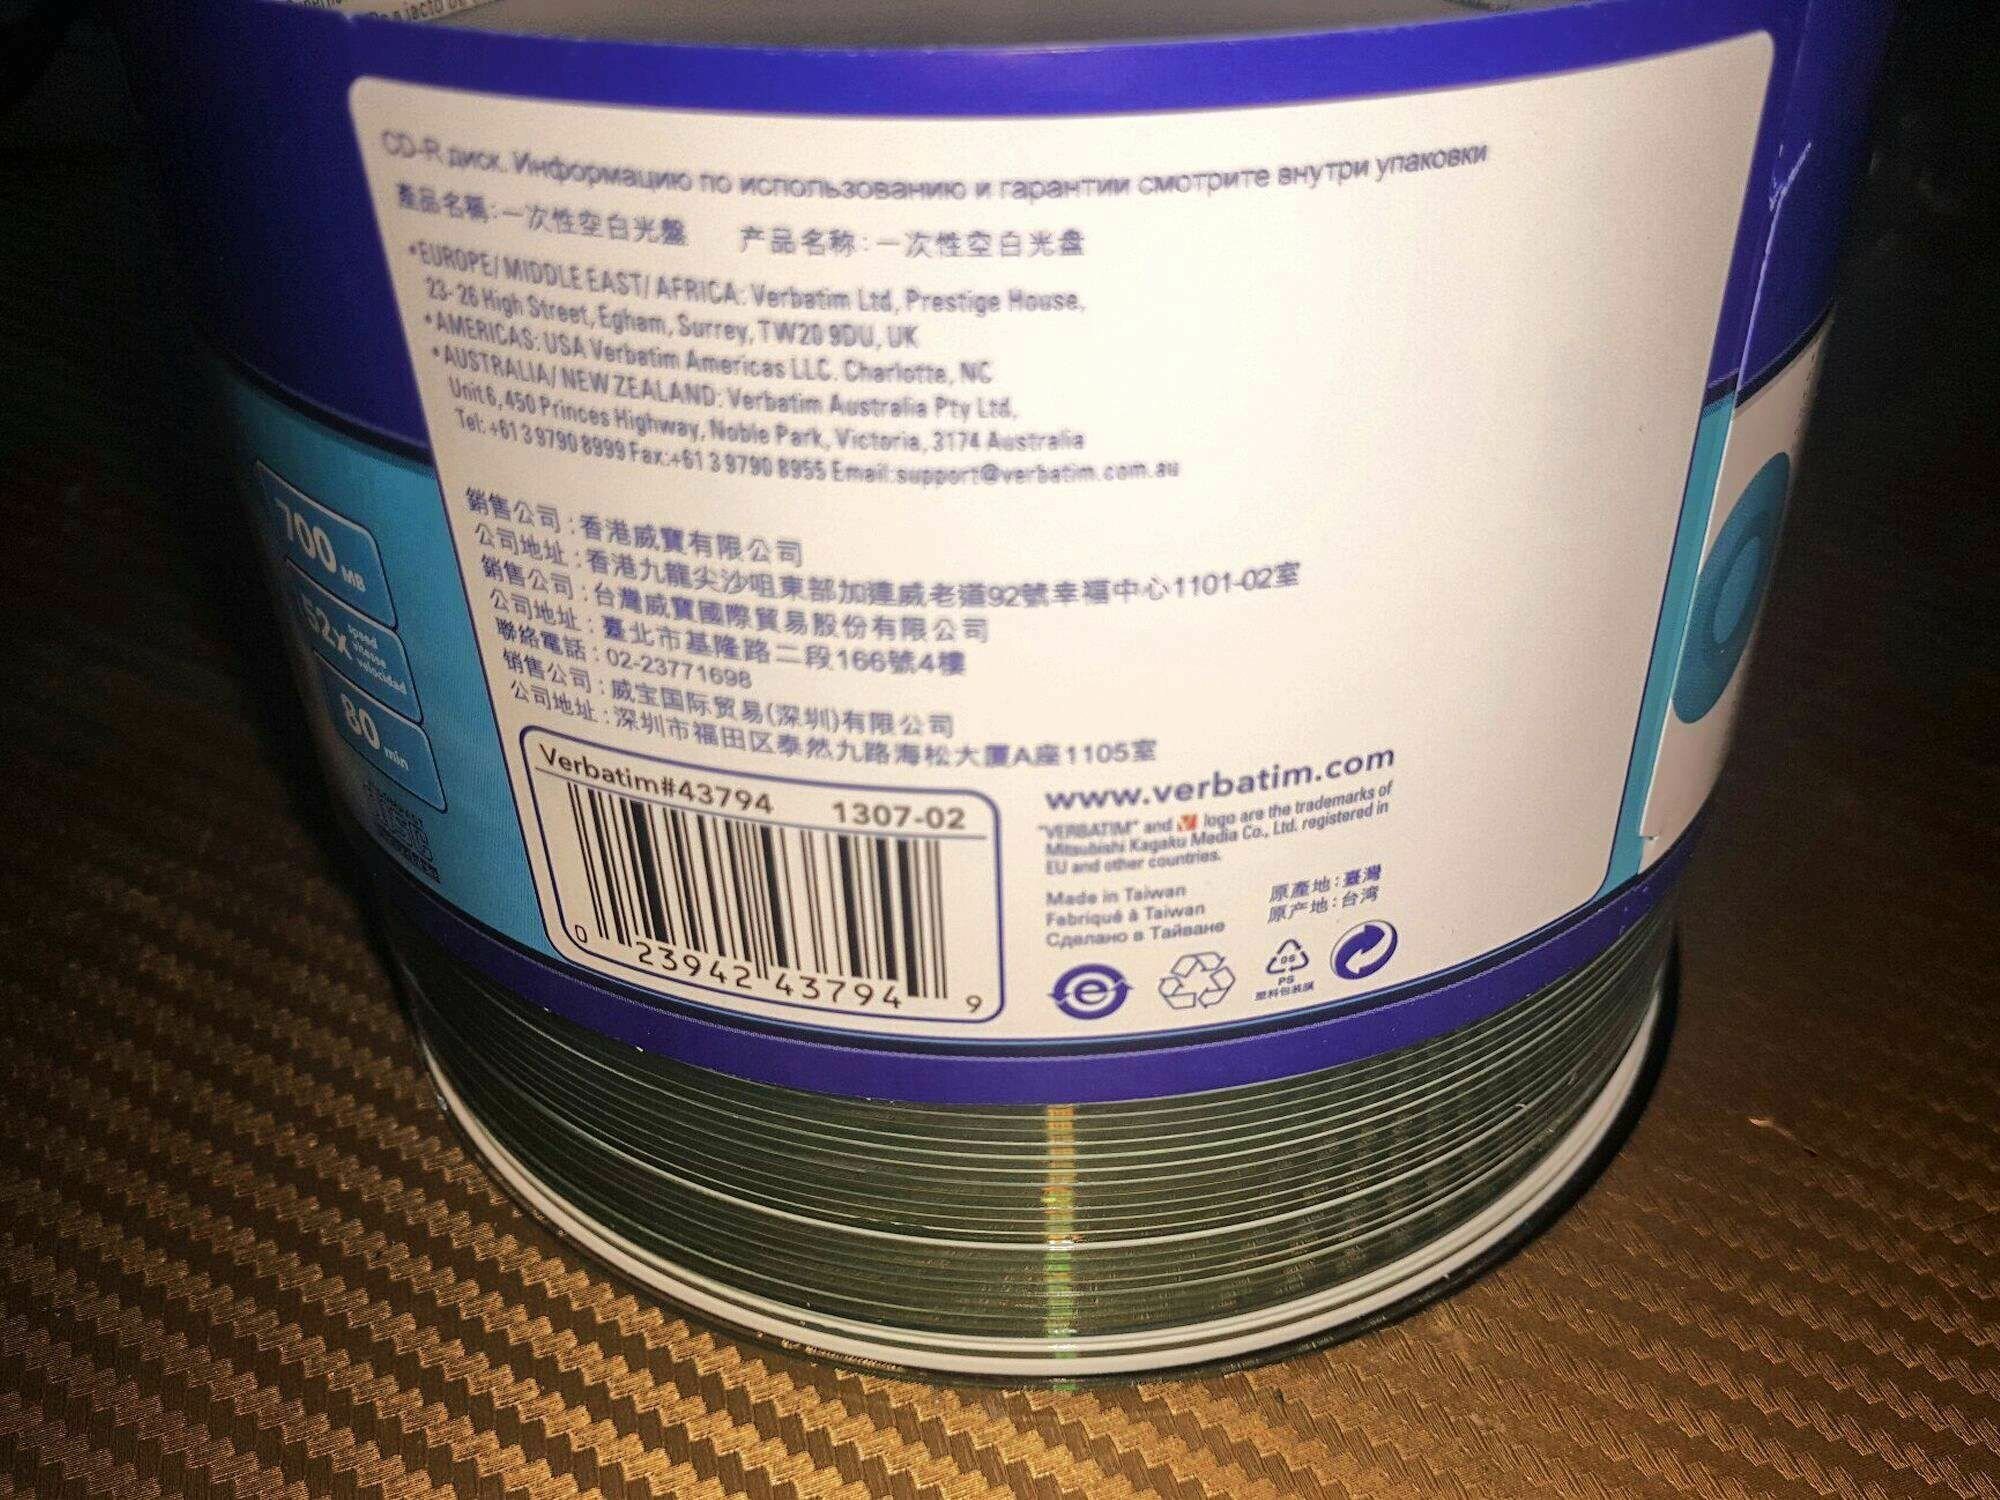 CD-R диск. Информацию по использованию и гарантии смотрите внутри упаковки
產品名稱:一次性空白光盤 产品名称:一次性空白光盘
•EUROPE/ MIDDLE EAST/ AFRICA: Verbatim Ltd, Prestige House,
23-26 High Street, Egham, Surrey, TW20 9DU, UK
•AMERICAS: USA Verbatim Americas LLC. Charlotte, NC
•AUSTRALIA/ NEW ZEALAND: Verbatim Australia Pty Ltd,
Unit 6, 450 Princes Highway, Noble Park, Victoria, 3174 Australia
Tel: +61 3 9790 8999 Fax:+61 3 9790 8955 Email:support@verbatim.com.au
銷售公司:香港威寶有限公司
公司地址:香港九龍尖沙咀東部加連威老道92號幸福中心1101-02室
銷售公司:台灣威寶國際貿易股份有限公司
公司地址:臺北市基隆路二段166號4樓
聯絡電話:02-23771698
销售公司:威宝国际贸易(深圳)有限公司
公司地址:深圳市福田区泰然九路海松大厦A座1105室
700 MB
52x speed
vitesse
velocidad
80 min
Verbatim#43794 1307-02
0 23942 43794 9
www.verbatim.com
"VERBATIM" and logo are the trademarks of
Mitsubishi Kagaku Media Co., Ltd. registered in
EU and other countries.
Made in Taiwan
Fabriqué à Taiwan
Сделано в Тайване
原產地:臺灣
原产地:台湾
06
PS